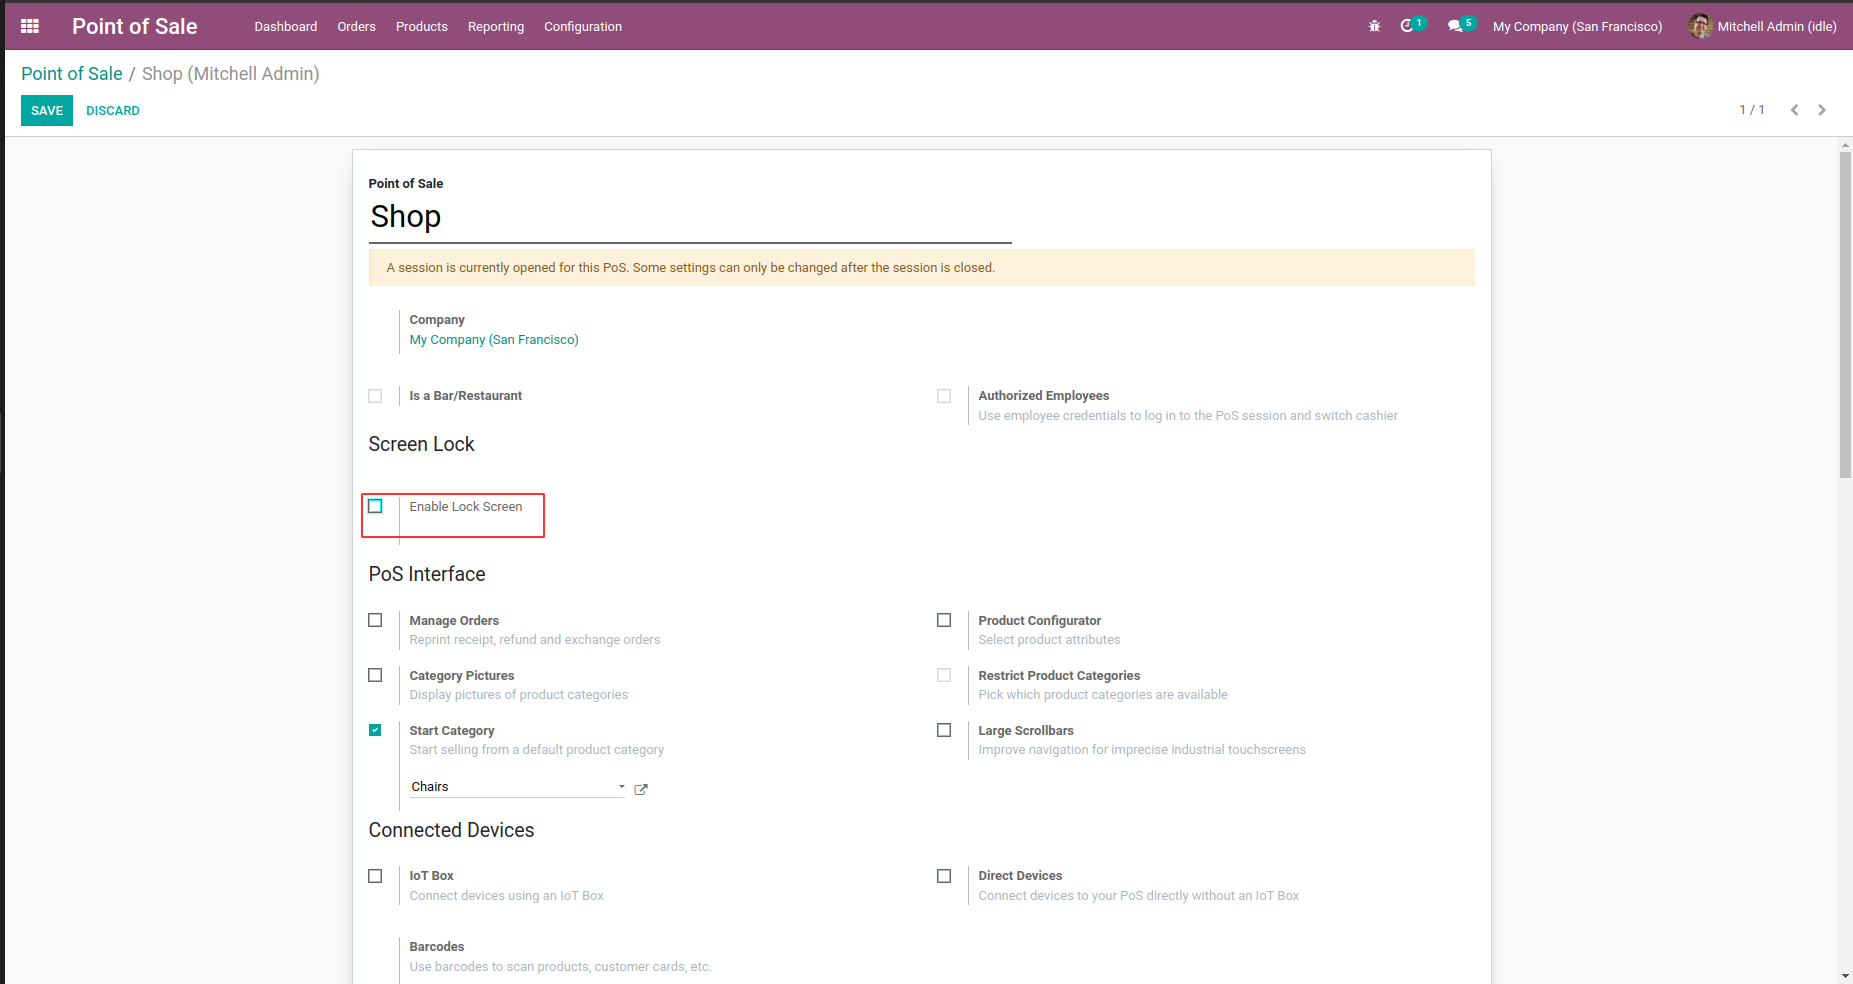 Point of Sale Dashboard Orders Products Reporting Configuration 1 5 My Company (San Francisco) Mitchell Admin (idle)
Point of Sale / Shop (Mitchell Admin)
SAVE DISCARD 1 / 1
Point of Sale
Shop
A session is currently opened for this PoS. Some settings can only be changed after the session is closed.
Company
My Company (San Francisco)
Is a Bar/Restaurant
Authorized Employees
Use employee credentials to log in to the PoS session and switch cashier
Screen Lock
Enable Lock Screen
PoS Interface
Manage Orders
Reprint receipt, refund and exchange orders
Product Configurator
Select product attributes
Category Pictures
Display pictures of product categories
Restrict Product Categories
Pick which product categories are available
Start Category
Start selling from a default product category
Chairs
Large Scrollbars
Improve navigation for imprecise industrial touchscreens
Connected Devices
IoT Box
Connect devices using an IoT Box
Direct Devices
Connect devices to your PoS directly without an IoT Box
Barcodes
Use barcodes to scan products, customer cards, etc.